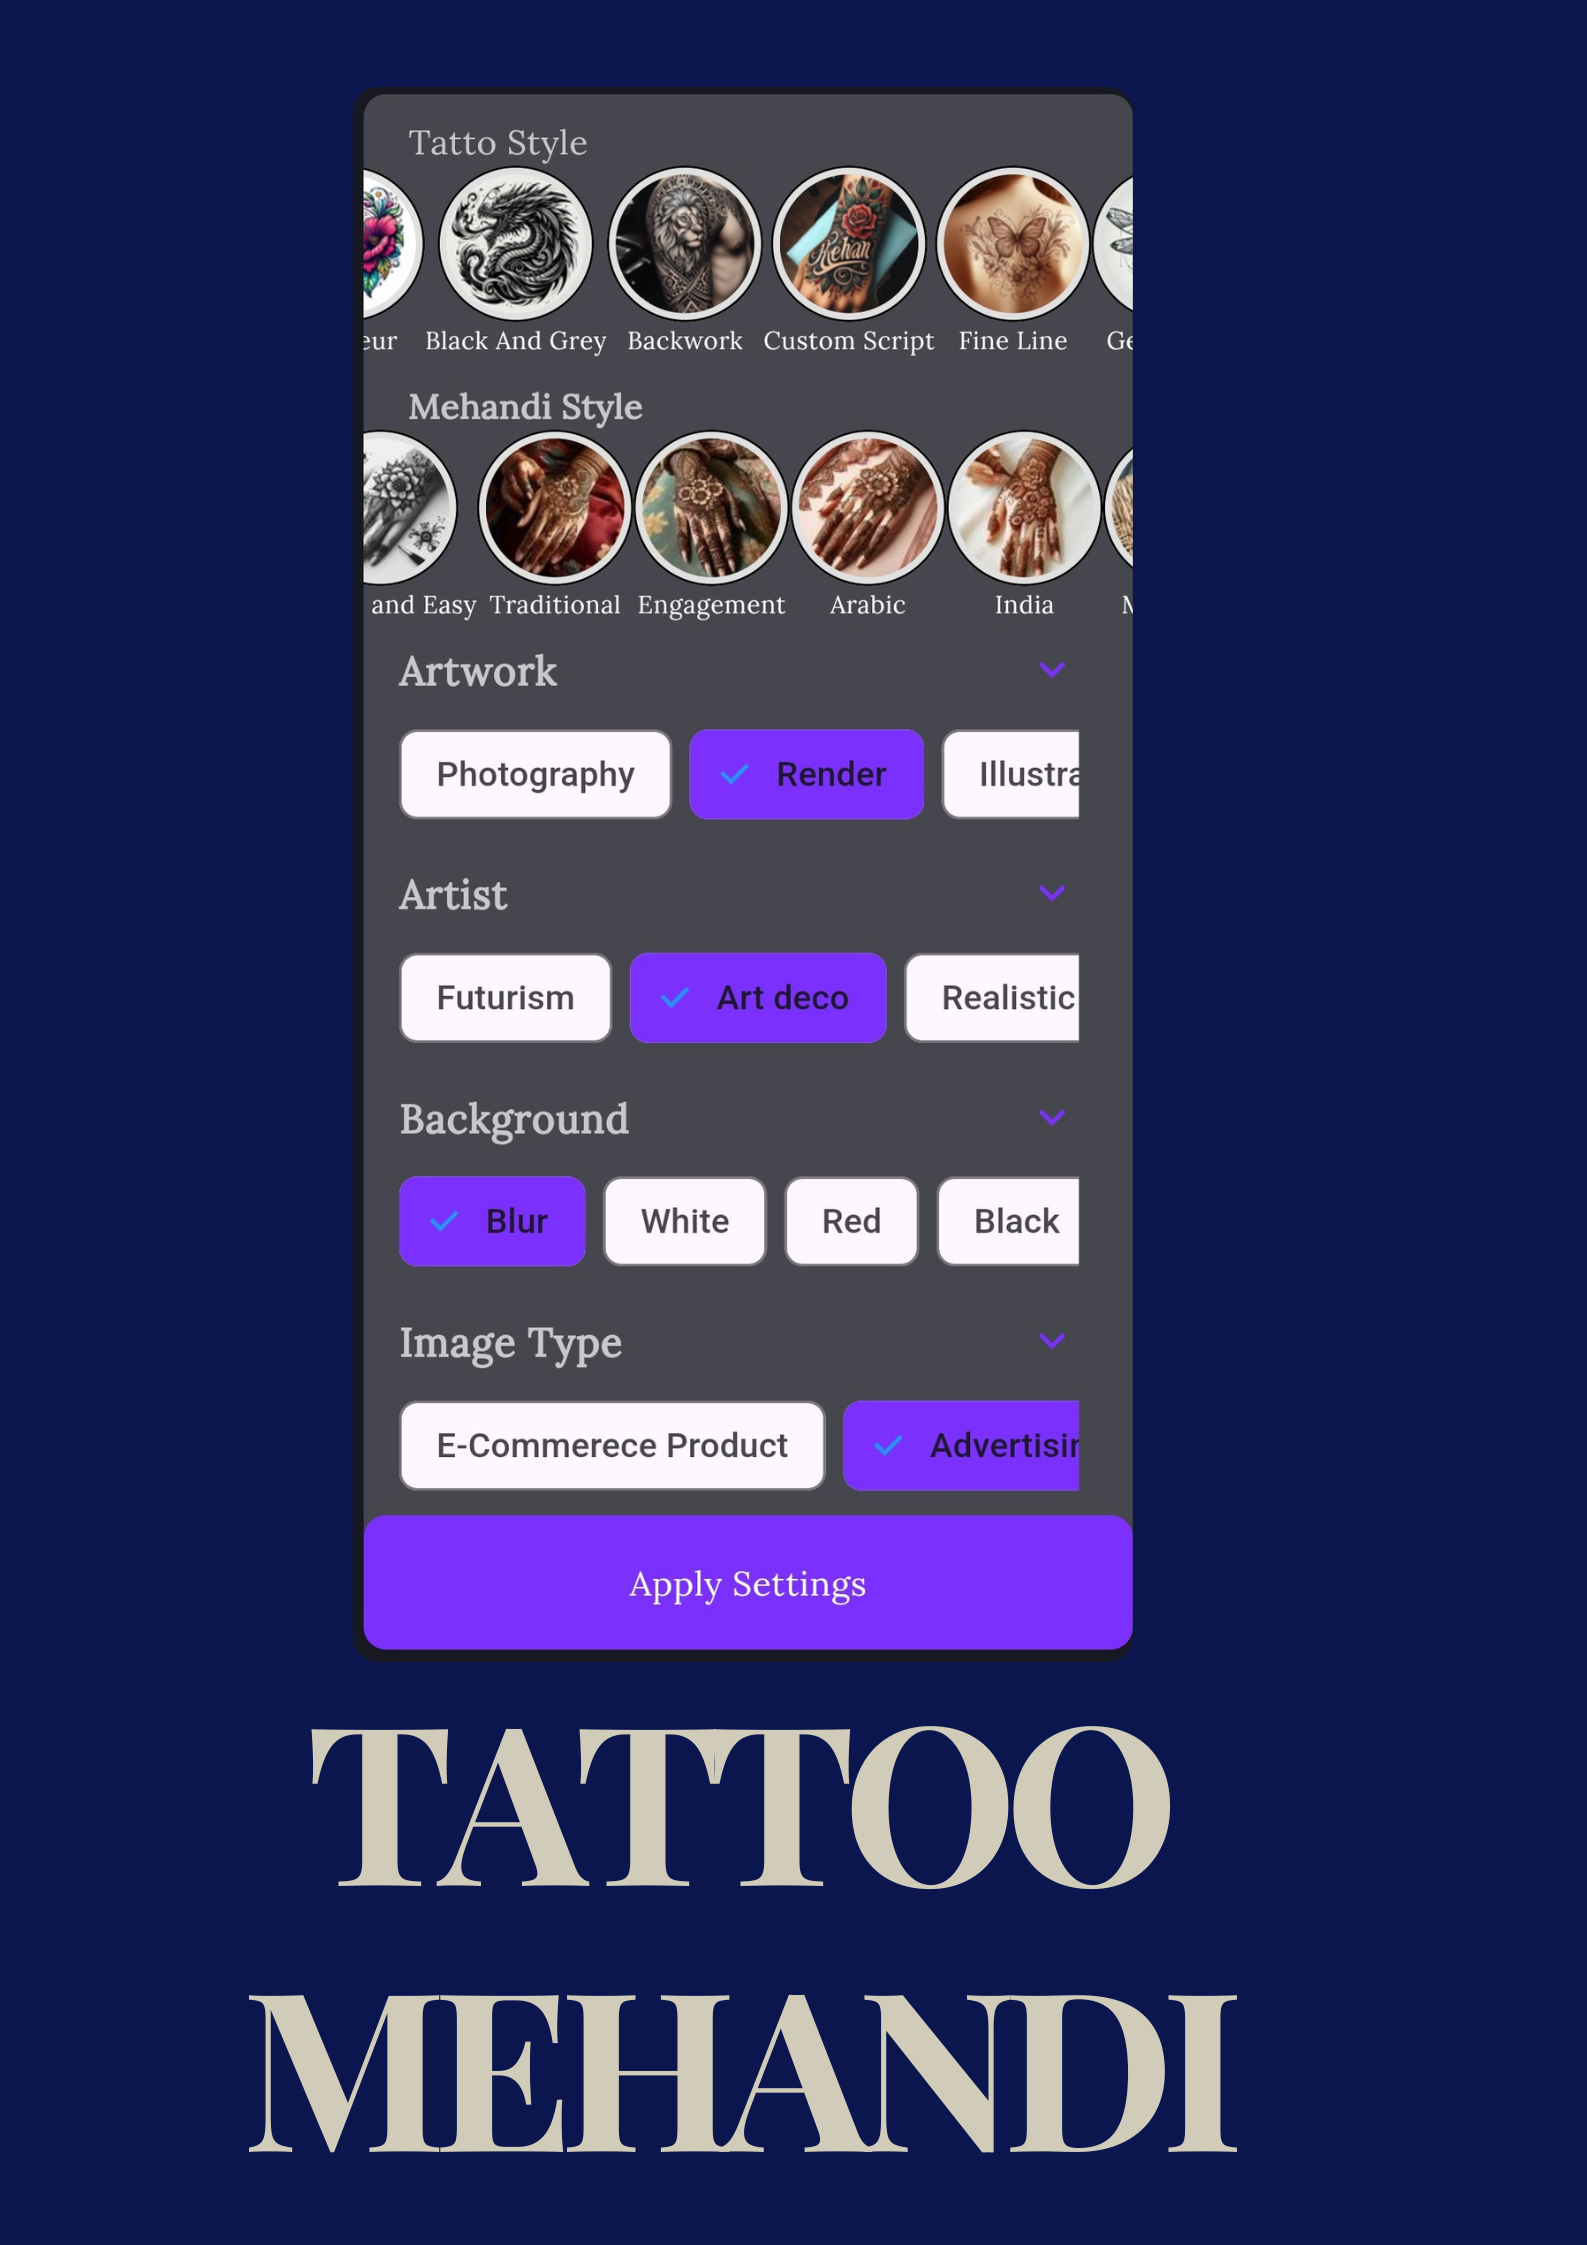 Tatto Style
Kehan
eur Black And Grey Backwork Custom Script Fine Line Ge
Mehandi Style
and Easy Traditional Engagement Arabic India M
Artwork
Photography Render Illustra
Artist
Futurism Art deco Realistic
Background
Blur White Red Black
Image Type
E-Commerece Product Advertisin
Apply Settings
TATTOO
MEHANDI